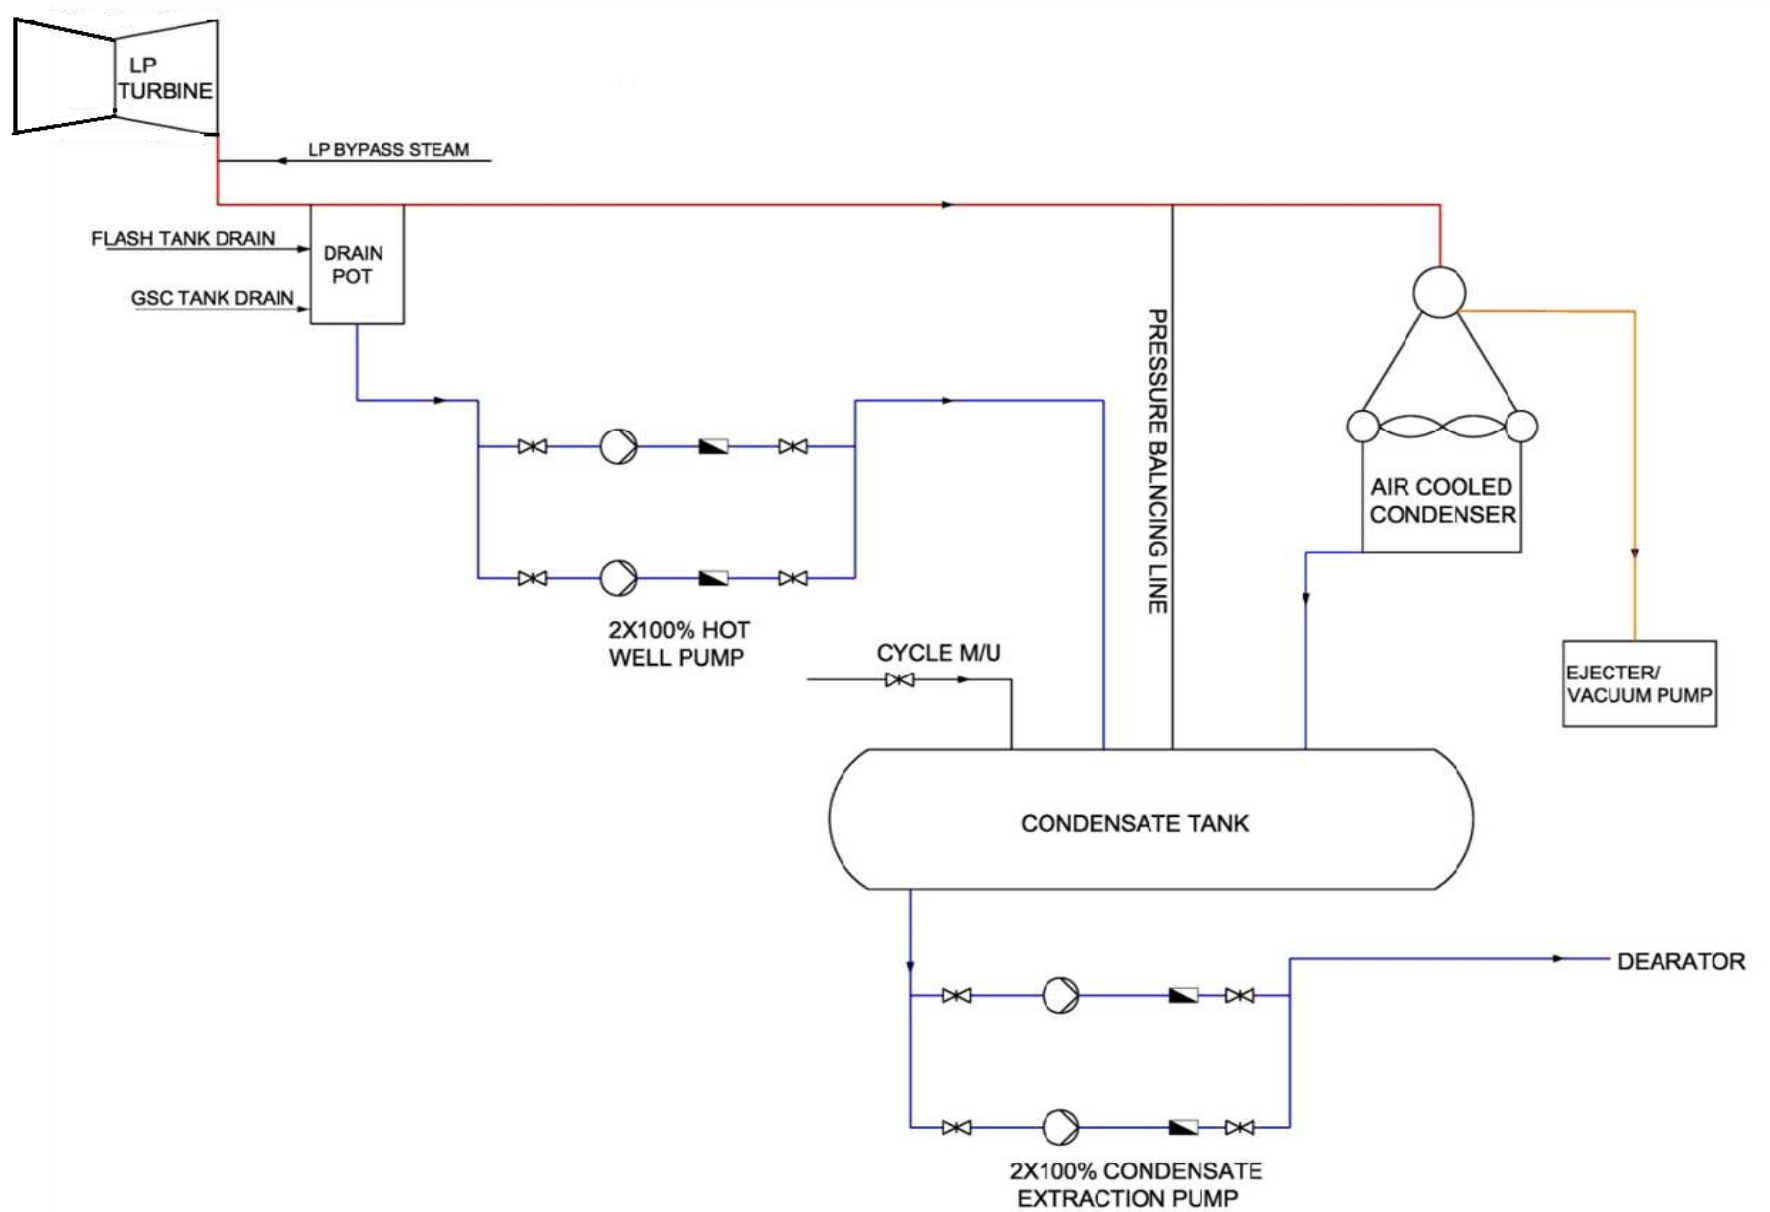 LP
TURBINE
LP BYPASS STEAM
FLASH TANK DRAIN
DRAIN
POT
GSC TANK DRAIN
PRESSURE BALNCING LINE
AIR COOLED
CONDENSER
2X100% HOT
WELL PUMP
CYCLE M/U
EJECTER/
VACUUM PUMP
CONDENSATE TANK
DEARATOR
2X100% CONDENSATE
EXTRACTION PUMP